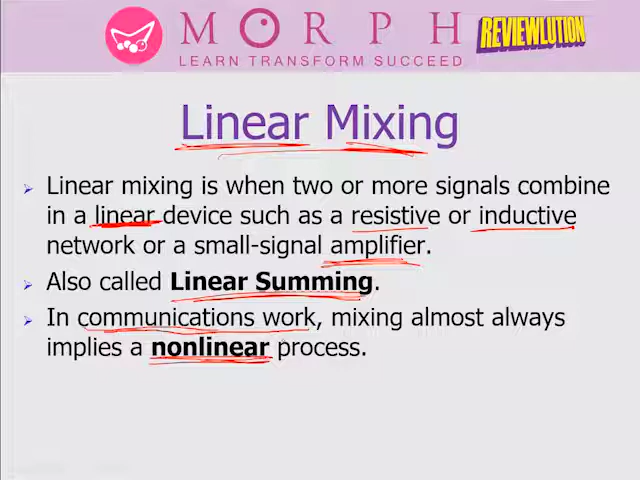 MORPH
REVIEWLUTION
LEARN TRANSFORM SUCCEED
Linear Mixing
Linear mixing is when two or more signals combine
in a linear device such as a resistive or inductive
network or a small-signal amplifier.
Also called Linear Summing.
In communications work, mixing almost always
implies a nonlinear process.